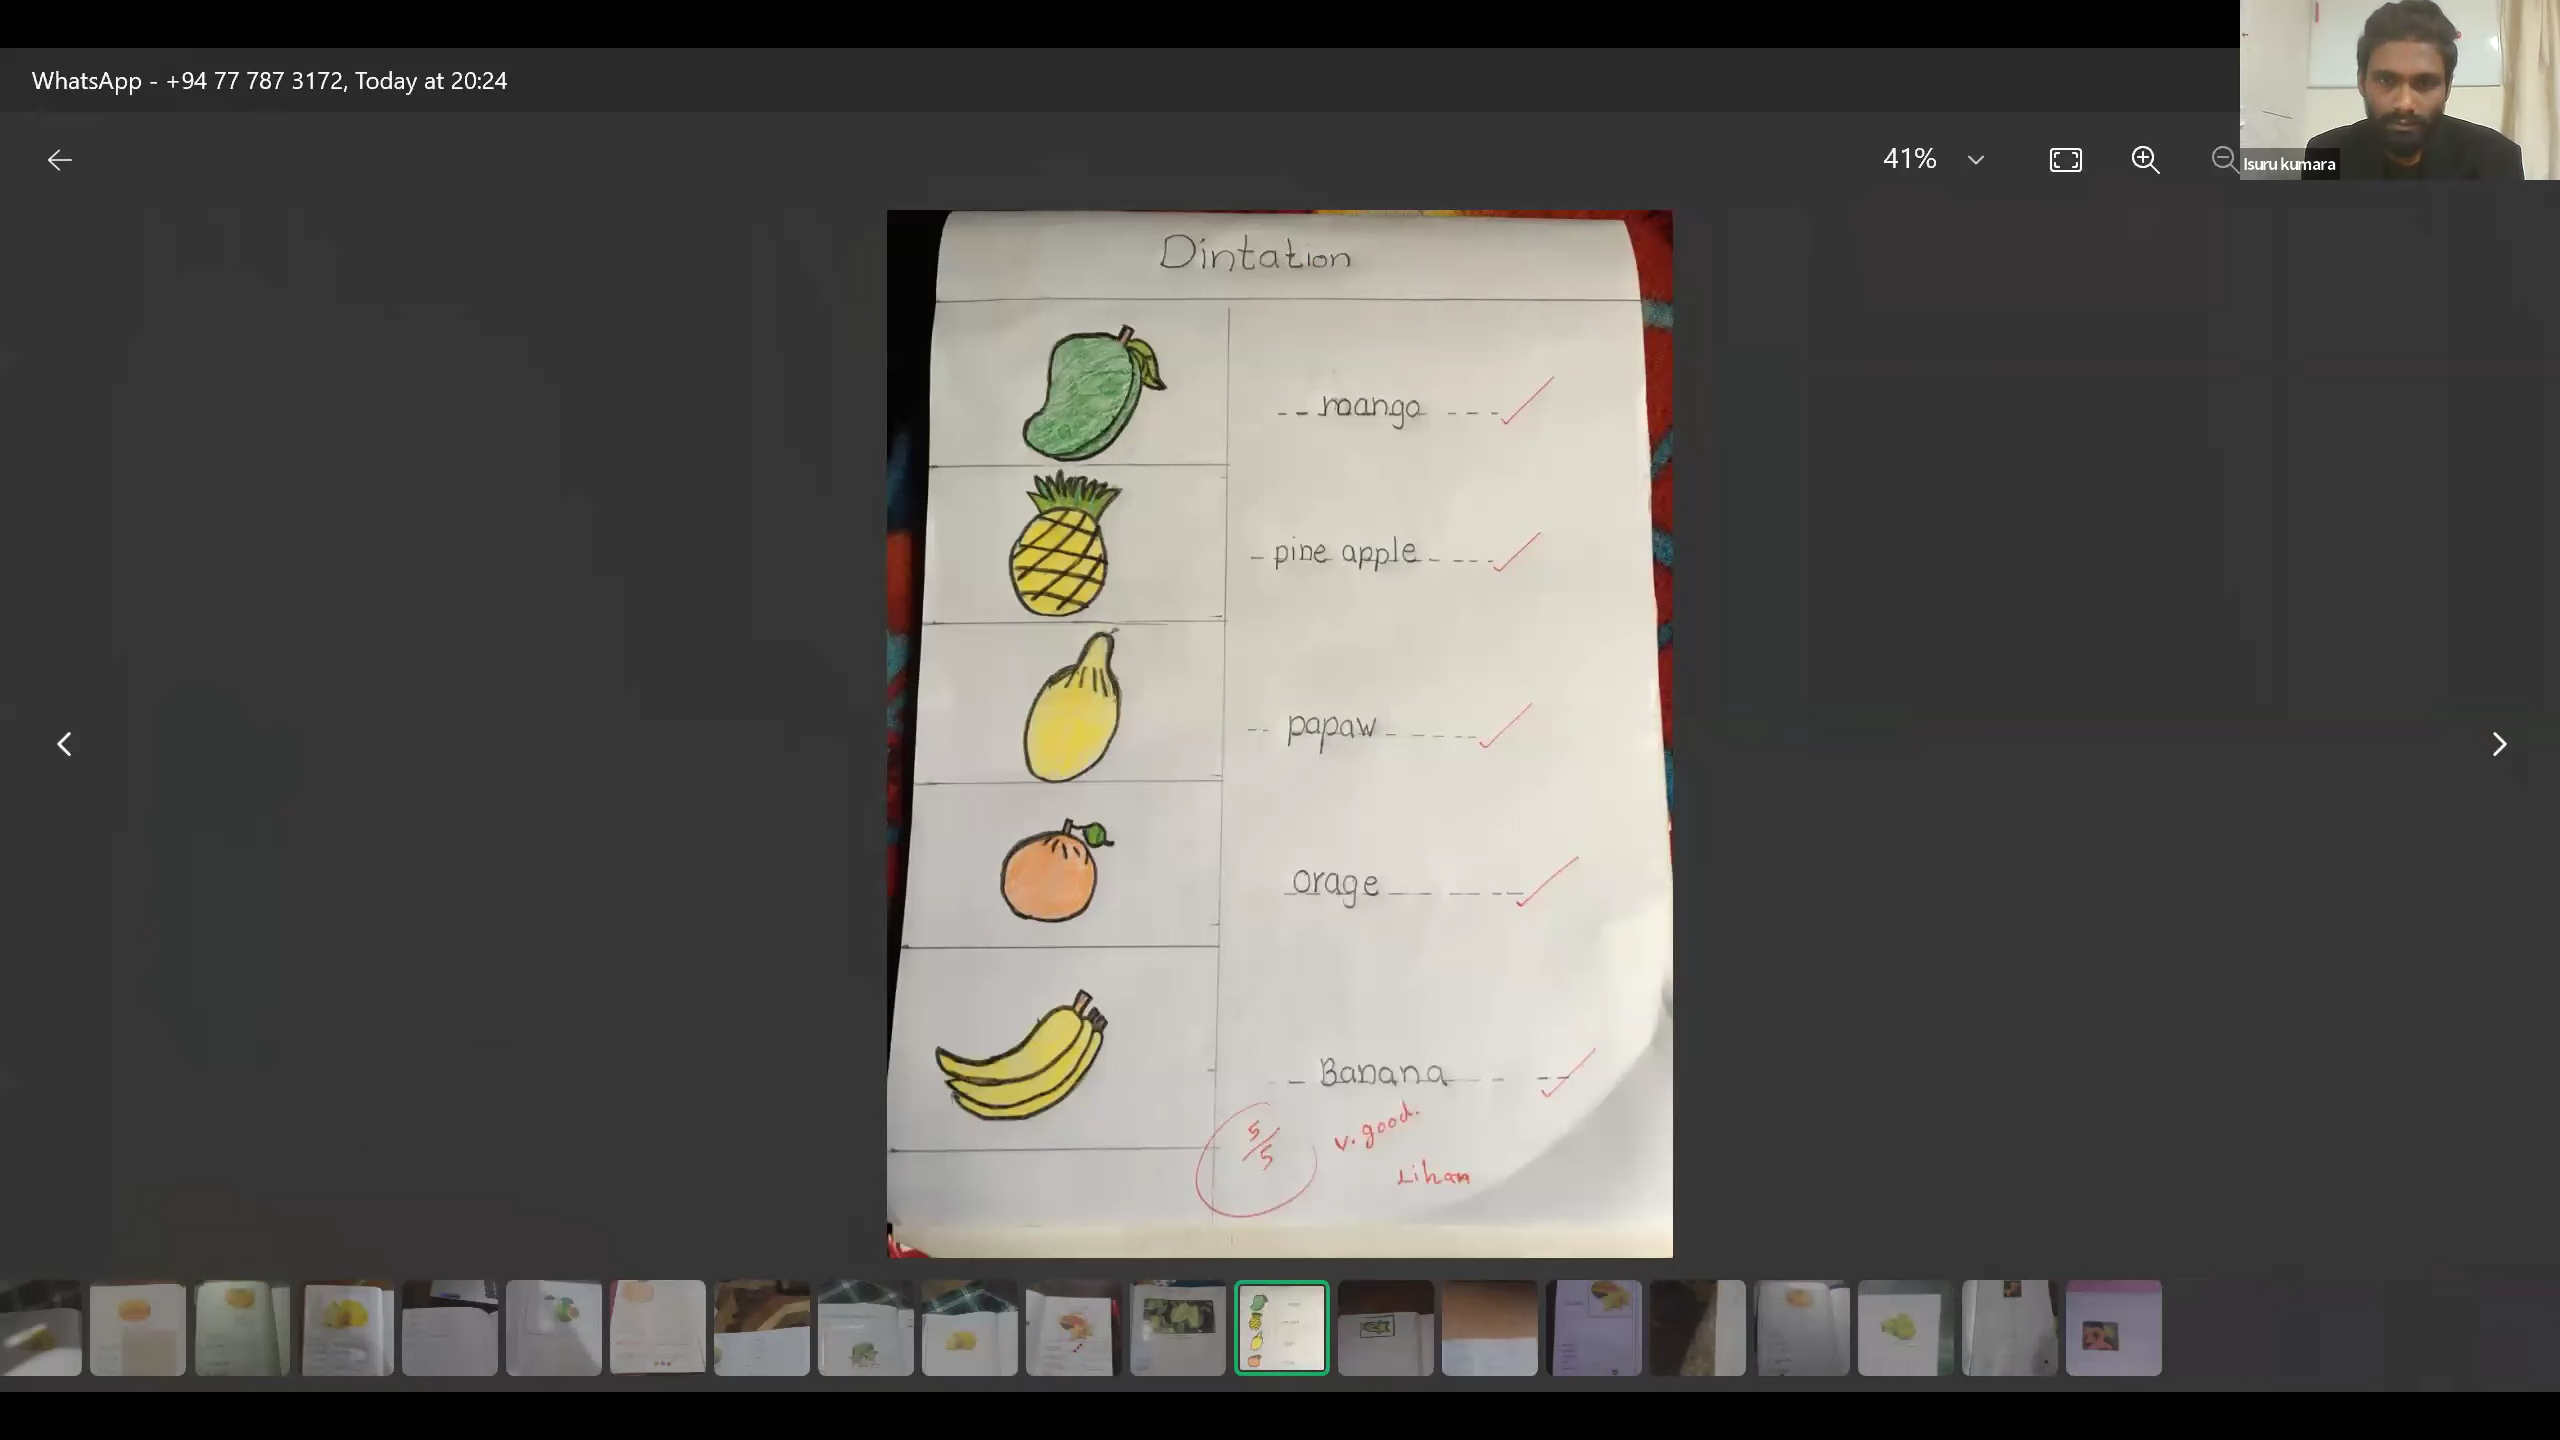 WhatsApp - +94 77 787 3172, Today at 20:24
41%
Isuru kumara
Dintation
mango
pine apple
papaw
orage
Banana
5/5
v. good.
Lihan